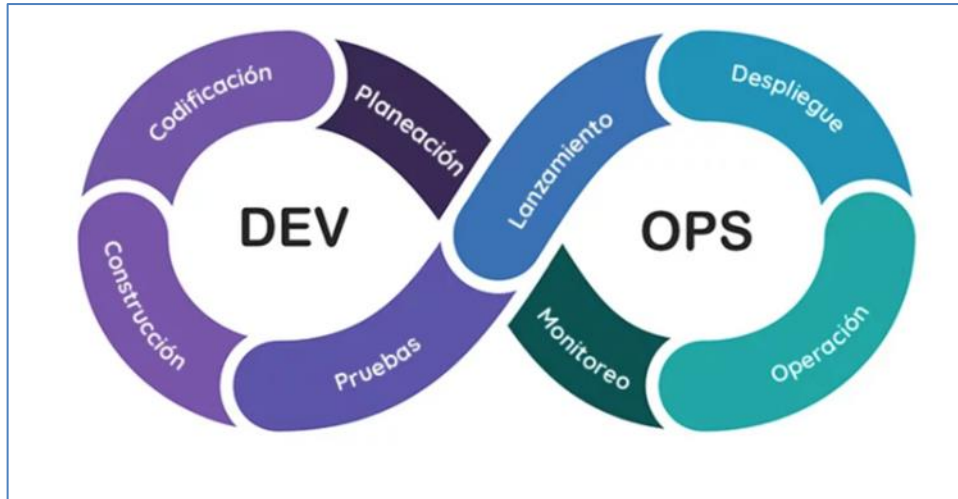 Codificación
Planeación
Lanzamiento
Despliegue
DEV
OPS
Construcción
Pruebas
Monitoreo
Operación